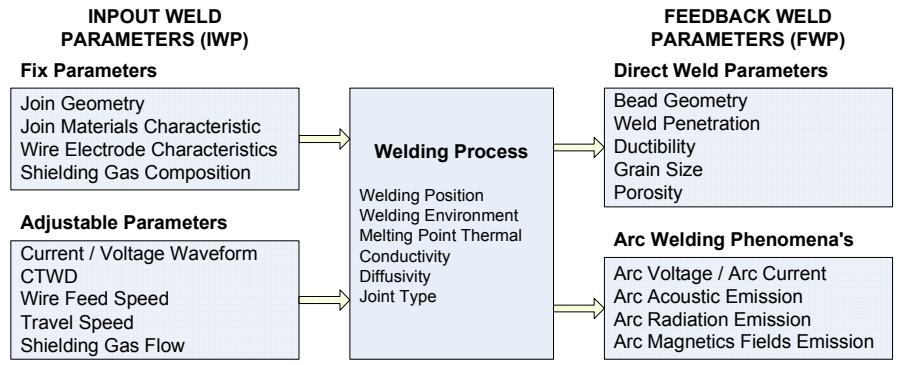 INPOUT WELD
PARAMETERS (IWP)
Fix Parameters
Join Geometry
Join Materials Characteristic
Wire Electrode Characteristics
Shielding Gas Composition
Adjustable Parameters
Current / Voltage Waveform
CTWD
Wire Feed Speed
Travel Speed
Shielding Gas Flow
Welding Process
Welding Position
Welding Environment
Melting Point Thermal
Conductivity
Diffusivity
Joint Type
FEEDBACK WELD
PARAMETERS (FWP)
Direct Weld Parameters
Bead Geometry
Weld Penetration
Ductibility
Grain Size
Porosity
Arc Welding Phenomena's
Arc Voltage / Arc Current
Arc Acoustic Emission
Arc Radiation Emission
Arc Magnetics Fields Emission